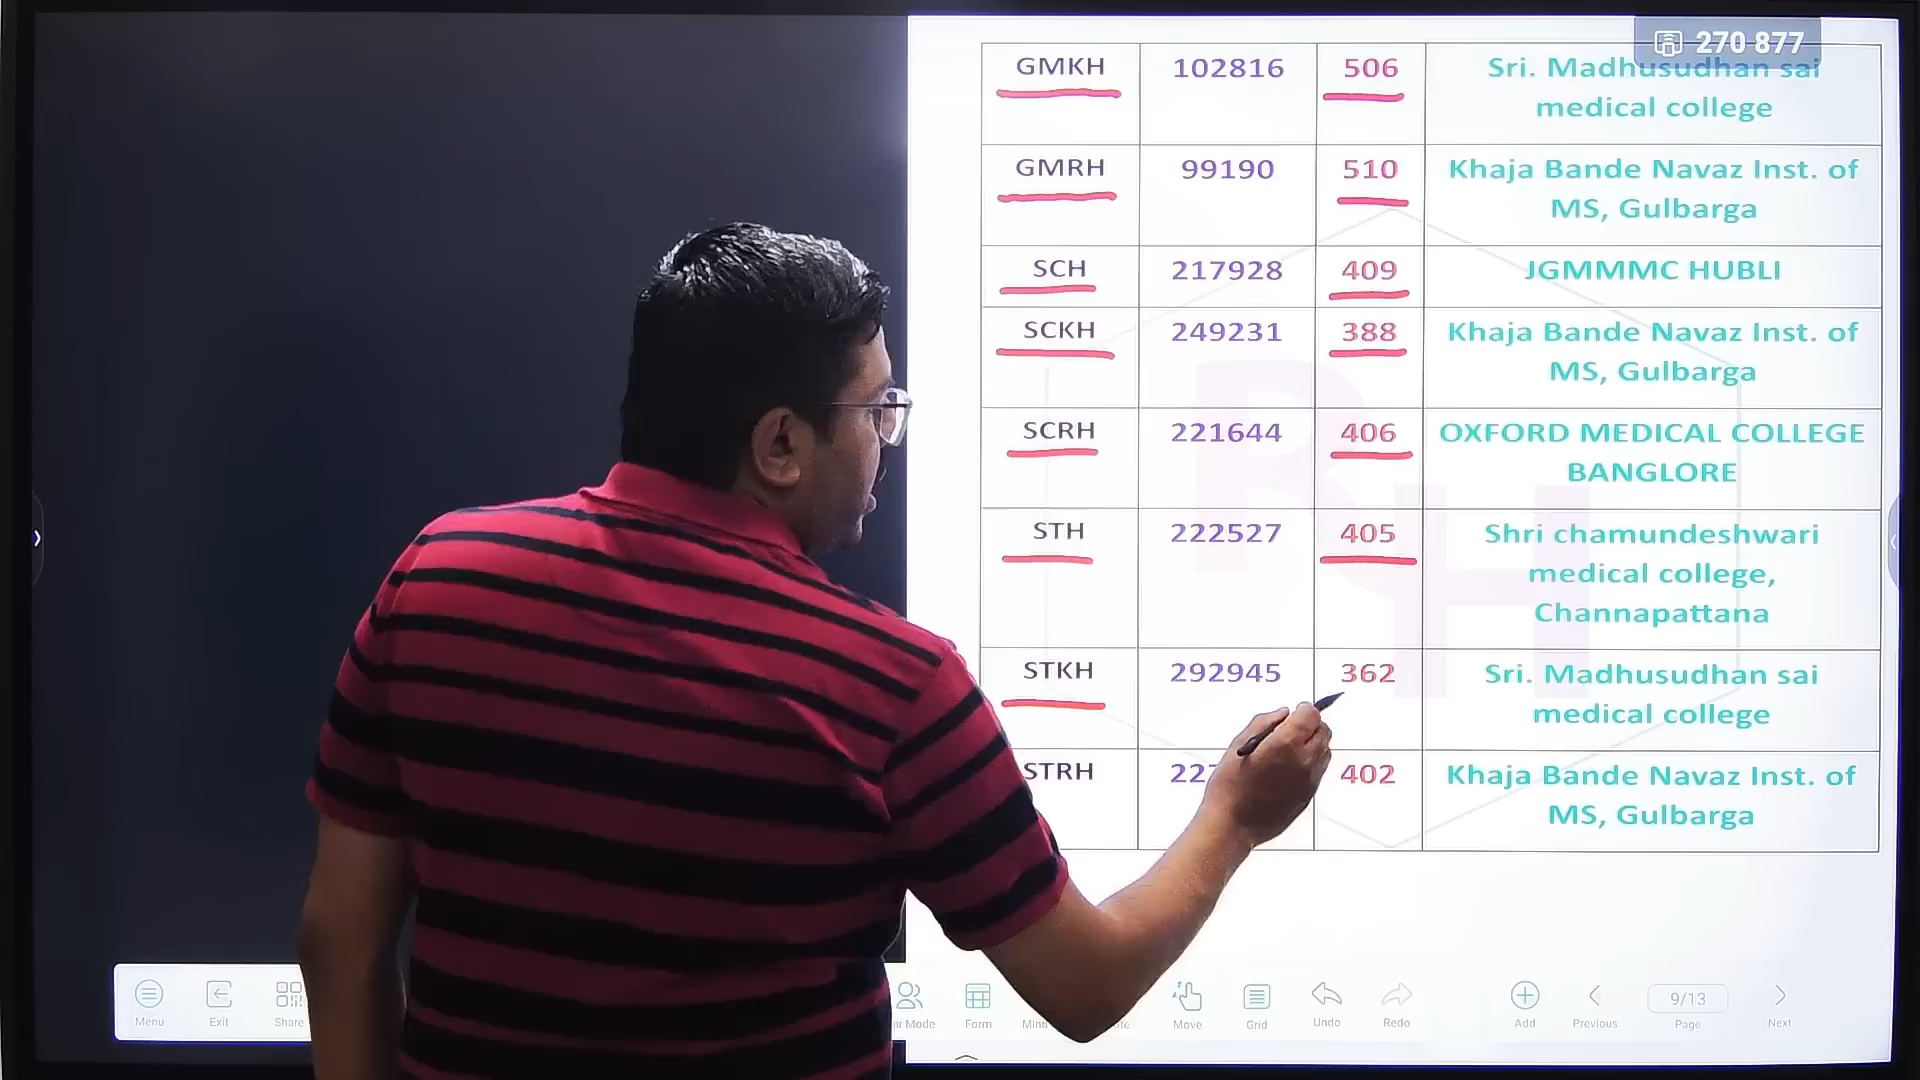 270 877
GMKH 102816 506 Sri. Madhusudhan sai
medical college
GMRH 99190 510 Khaja Bande Navaz Inst. of
MS, Gulbarga
SCH 217928 409 JGMMMC HUBLI
SCKH 249231 388 Khaja Bande Navaz Inst. of
MS, Gulbarga
SCRH 221644 406 OXFORD MEDICAL COLLEGE
BANGLORE
STH 222527 405 Shri chamundeshwari
medical college,
Channapattana
STKH 292945 362 Sri. Madhusudhan sai
medical college
STRH 402 Khaja Bande Navaz Inst. of
MS, Gulbarga
RH
Menu Exit Share Mode Form Move Grid Undo Redo Add Previous 9/13 Page Next